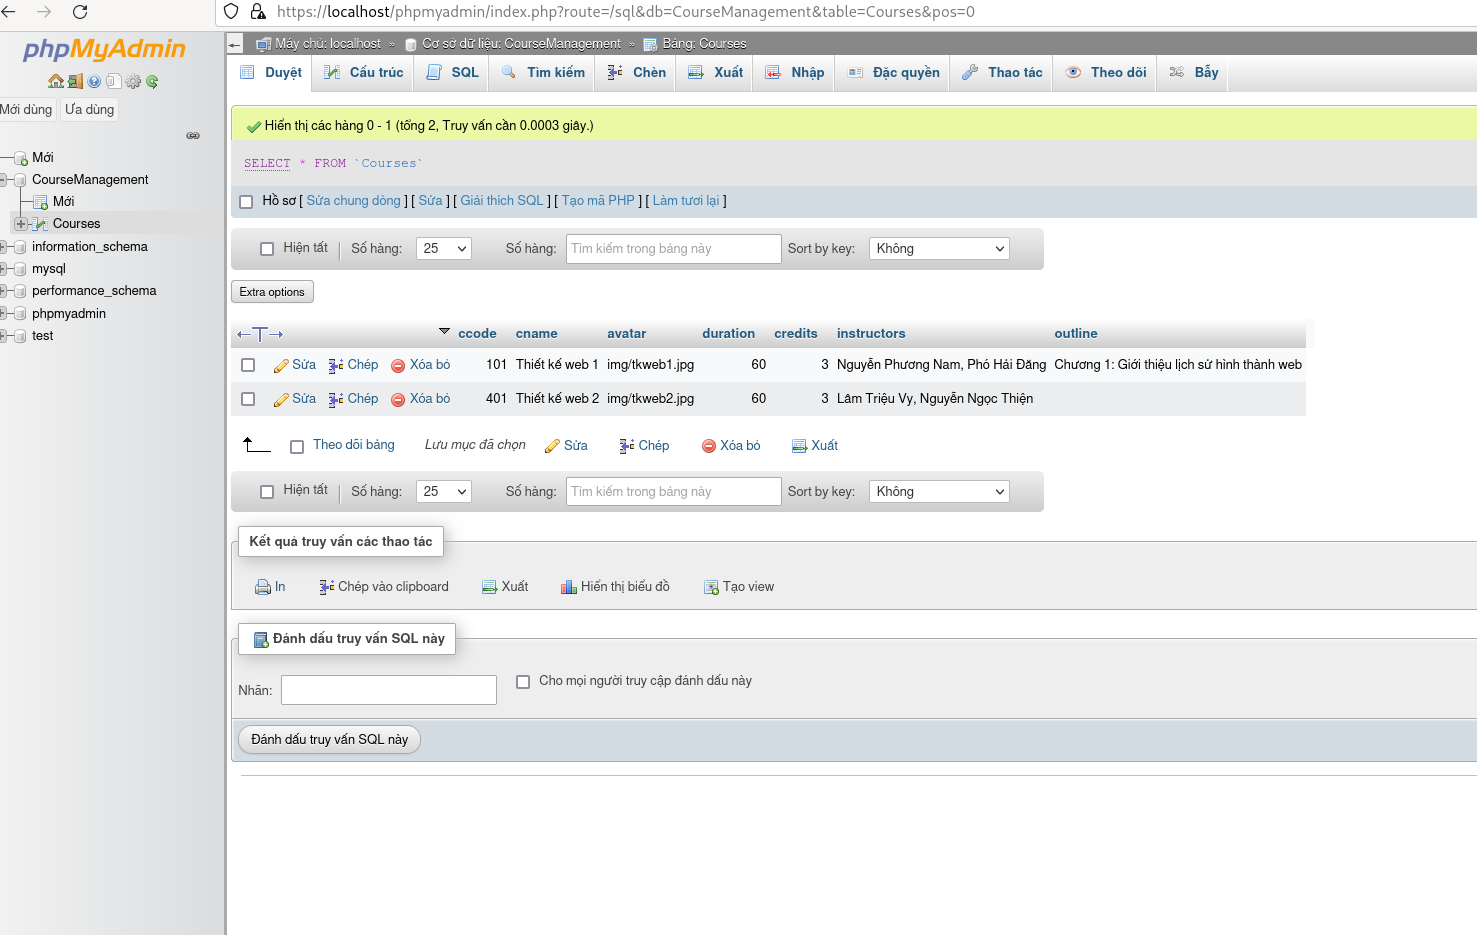 https://localhost/phpmyadmin/index.php?route=/sql&db=CourseManagement&table=Courses&pos=0
phpMyAdmin
Mới dùng Ưa dùng
Mới
CourseManagement
Mới
Courses
information_schema
mysql
performance_schema
phpmyadmin
test
Máy chủ: localhost » Cơ sở dữ liệu: CourseManagement » Bảng: Courses
Duyệt Cấu trúc SQL Tìm kiếm Chèn Xuất Nhập Đặc quyền Thao tác Theo dõi Bẫy
Hiển thị các hàng 0 - 1 (tổng 2, Truy vấn cần 0.0003 giây.)
SELECT * FROM `Courses`
Hồ sơ [ Sửa chung dòng ] [ Sửa ] [ Giải thích SQL ] [ Tạo mã PHP ] [ Làm tươi lại ]
Hiện tất Số hàng: 25 Số hàng: Tìm kiếm trong bảng này Sort by key: Không
Extra options
←T→ ccode cname avatar duration credits instructors outline
Sửa Chép Xóa bỏ 101 Thiết kế web 1 img/tkweb1.jpg 60 3 Nguyễn Phương Nam, Phó Hải Đăng Chương 1: Giới thiệu lịch sử hình thành web
Sửa Chép Xóa bỏ 401 Thiết kế web 2 img/tkweb2.jpg 60 3 Lâm Triệu Vy, Nguyễn Ngọc Thiện
Theo dõi bảng Lưu mục đã chọn Sửa Chép Xóa bỏ Xuất
Hiện tất Số hàng: 25 Số hàng: Tìm kiếm trong bảng này Sort by key: Không
Kết quả truy vấn các thao tác
In Chép vào clipboard Xuất Hiển thị biểu đồ Tạo view
Đánh dấu truy vấn SQL này
Nhãn: Cho mọi người truy cập đánh dấu này
Đánh dấu truy vấn SQL này